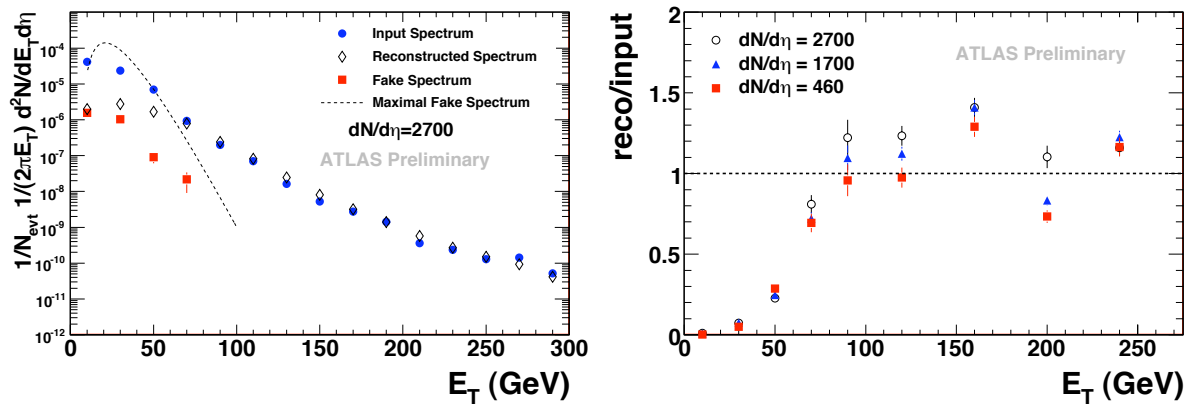 1/N_evt 1/(2πE_T) d²N/dE_Tdη
10⁻⁴
10⁻⁵
10⁻⁶
10⁻⁷
10⁻⁸
10⁻⁹
10⁻¹⁰
10⁻¹¹
10⁻¹²
Input Spectrum
Reconstructed Spectrum
Fake Spectrum
Maximal Fake Spectrum
dN/dη=2700
ATLAS Preliminary
0 50 100 150 200 250 300
E_T (GeV)
reco/input
2
1.5
1
0.5
0
dN/dη = 2700
dN/dη = 1700
dN/dη = 460
ATLAS Preliminary
0 50 100 150 200 250
E_T (GeV)